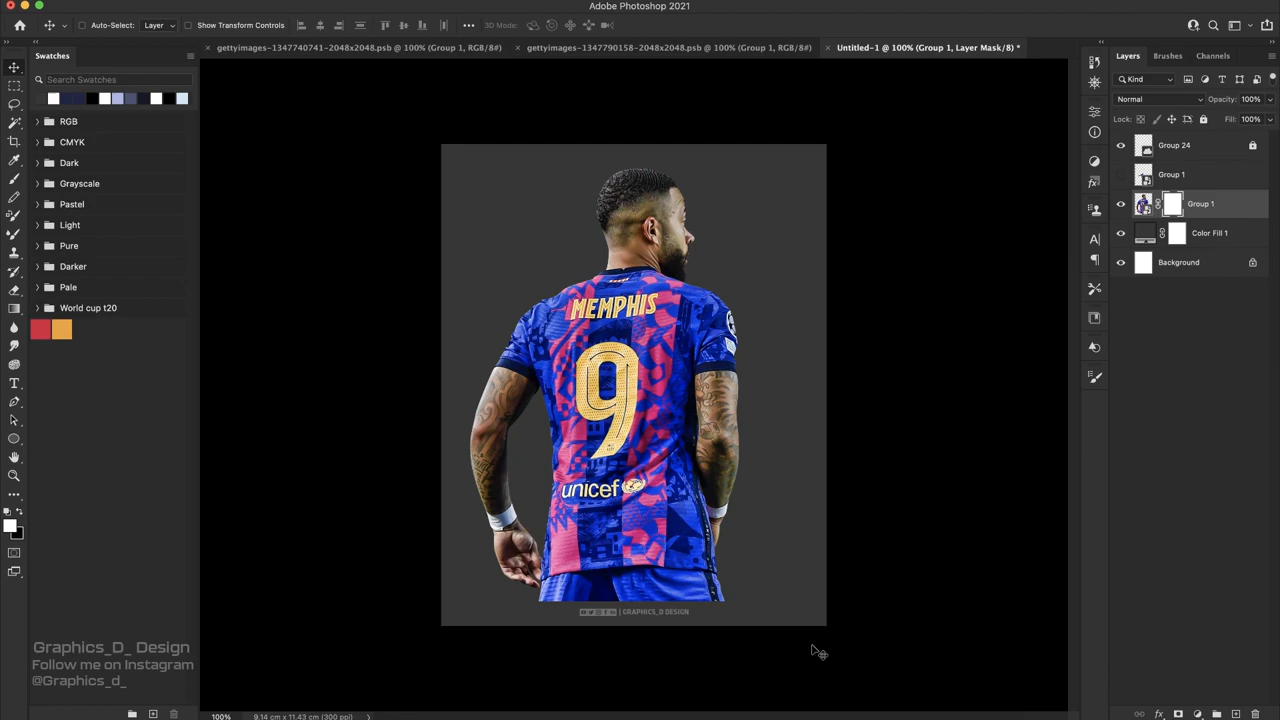 Adobe Photoshop 2021
Auto-Select: Layer Show Transform Controls 3D Mode:
gettyimages-1347740741-2048x2048.psb @ 100% (Group 1, RGB/8#)
gettyimages-1347790158-2048x2048.psb @ 100% (Group 1, RGB/8#)
Untitled-1 @ 100% (Group 1, Layer Mask/8) *
Swatches
Search Swatches
RGB
CMYK
Dark
Grayscale
Pastel
Light
Pure
Darker
Pale
World cup t20
Graphics_D_ Design
Follow me on Instagram
@Graphics_d_
MEMPHIS
9
unicef
| GRAPHICS_D DESIGN
100% 9.14 cm x 11.43 cm (300 ppi)
Layers Brushes Channels
Kind
Normal Opacity: 100%
Lock: Fill: 100%
Group 24
Group 1
Group 1
Color Fill 1
Background